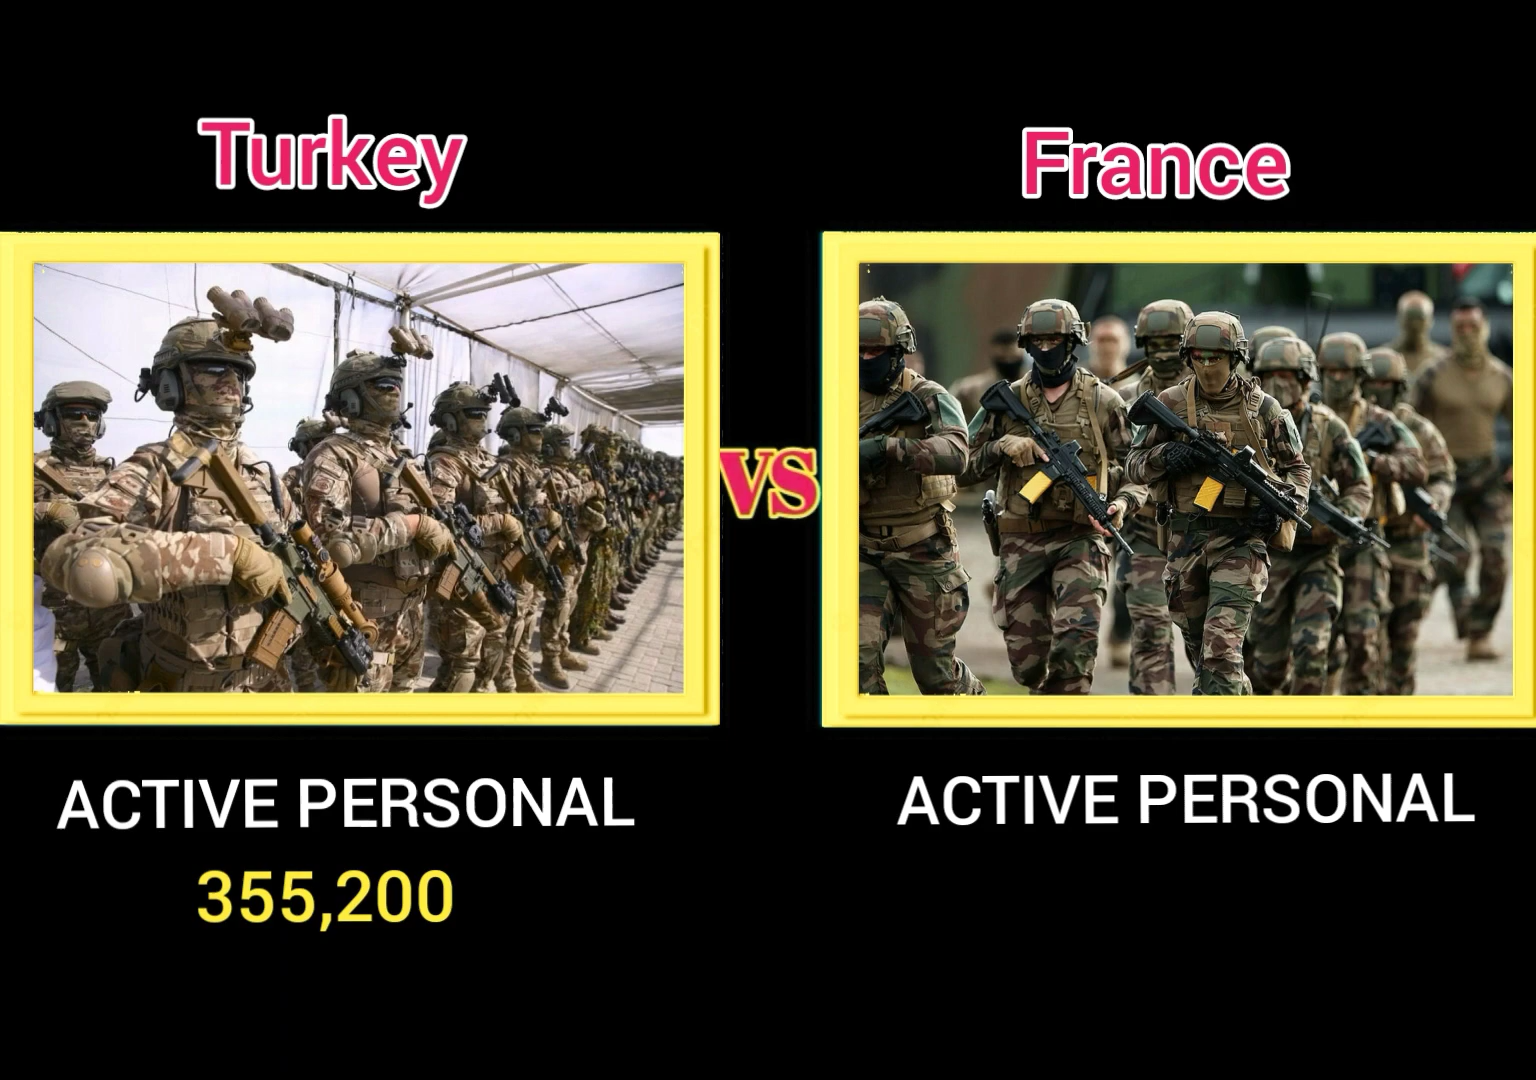 Turkey
France
VS
ACTIVE PERSONAL
355,200
ACTIVE PERSONAL